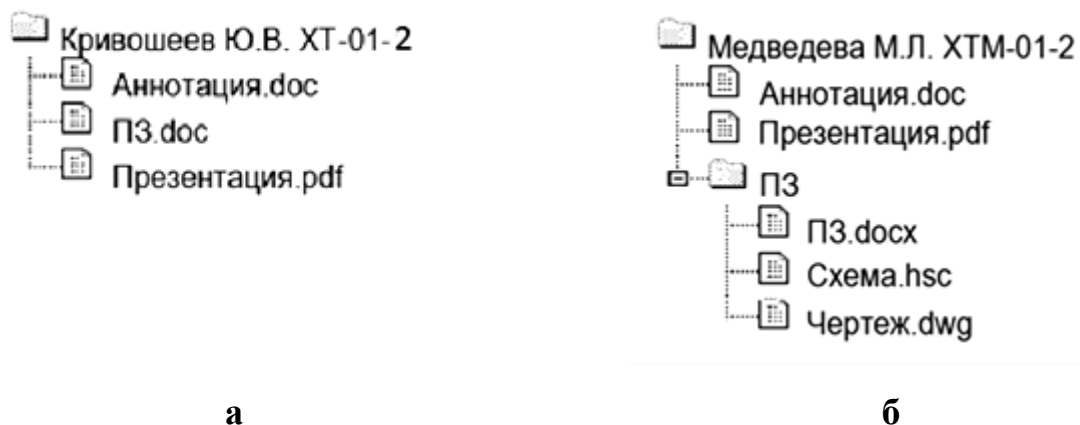 Кривошеев Ю.В. ХТ-01-2
Аннотация.doc
ПЗ.doc
Презентация.pdf
а
Медведева М.Л. ХТМ-01-2
Аннотация.doc
Презентация.pdf
ПЗ
ПЗ.docx
Схема.hsc
Чертеж.dwg
б